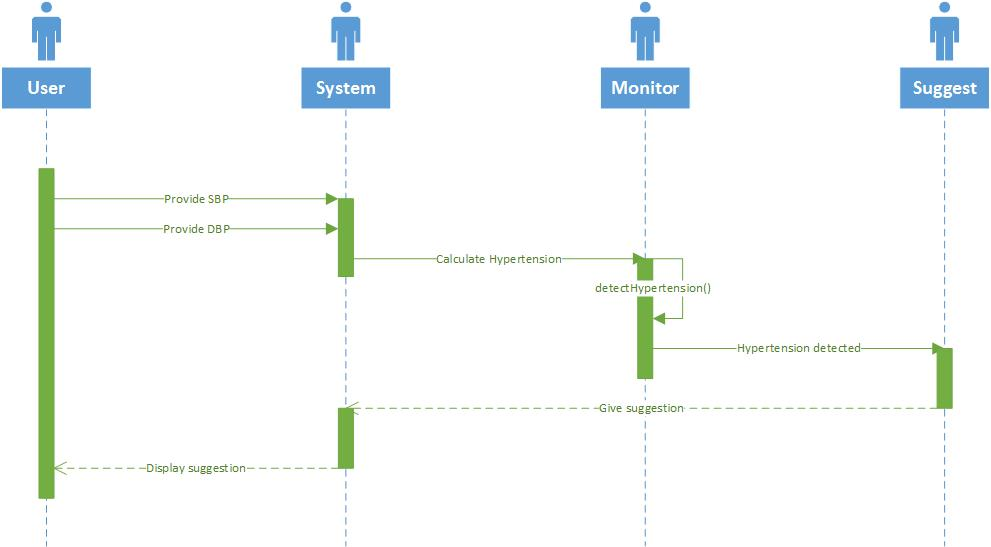 User
System
Monitor
Suggest
Provide SBP
Provide DBP
Calculate Hypertension
detectHypertension()
Hypertension detected
Give suggestion
Display suggestion